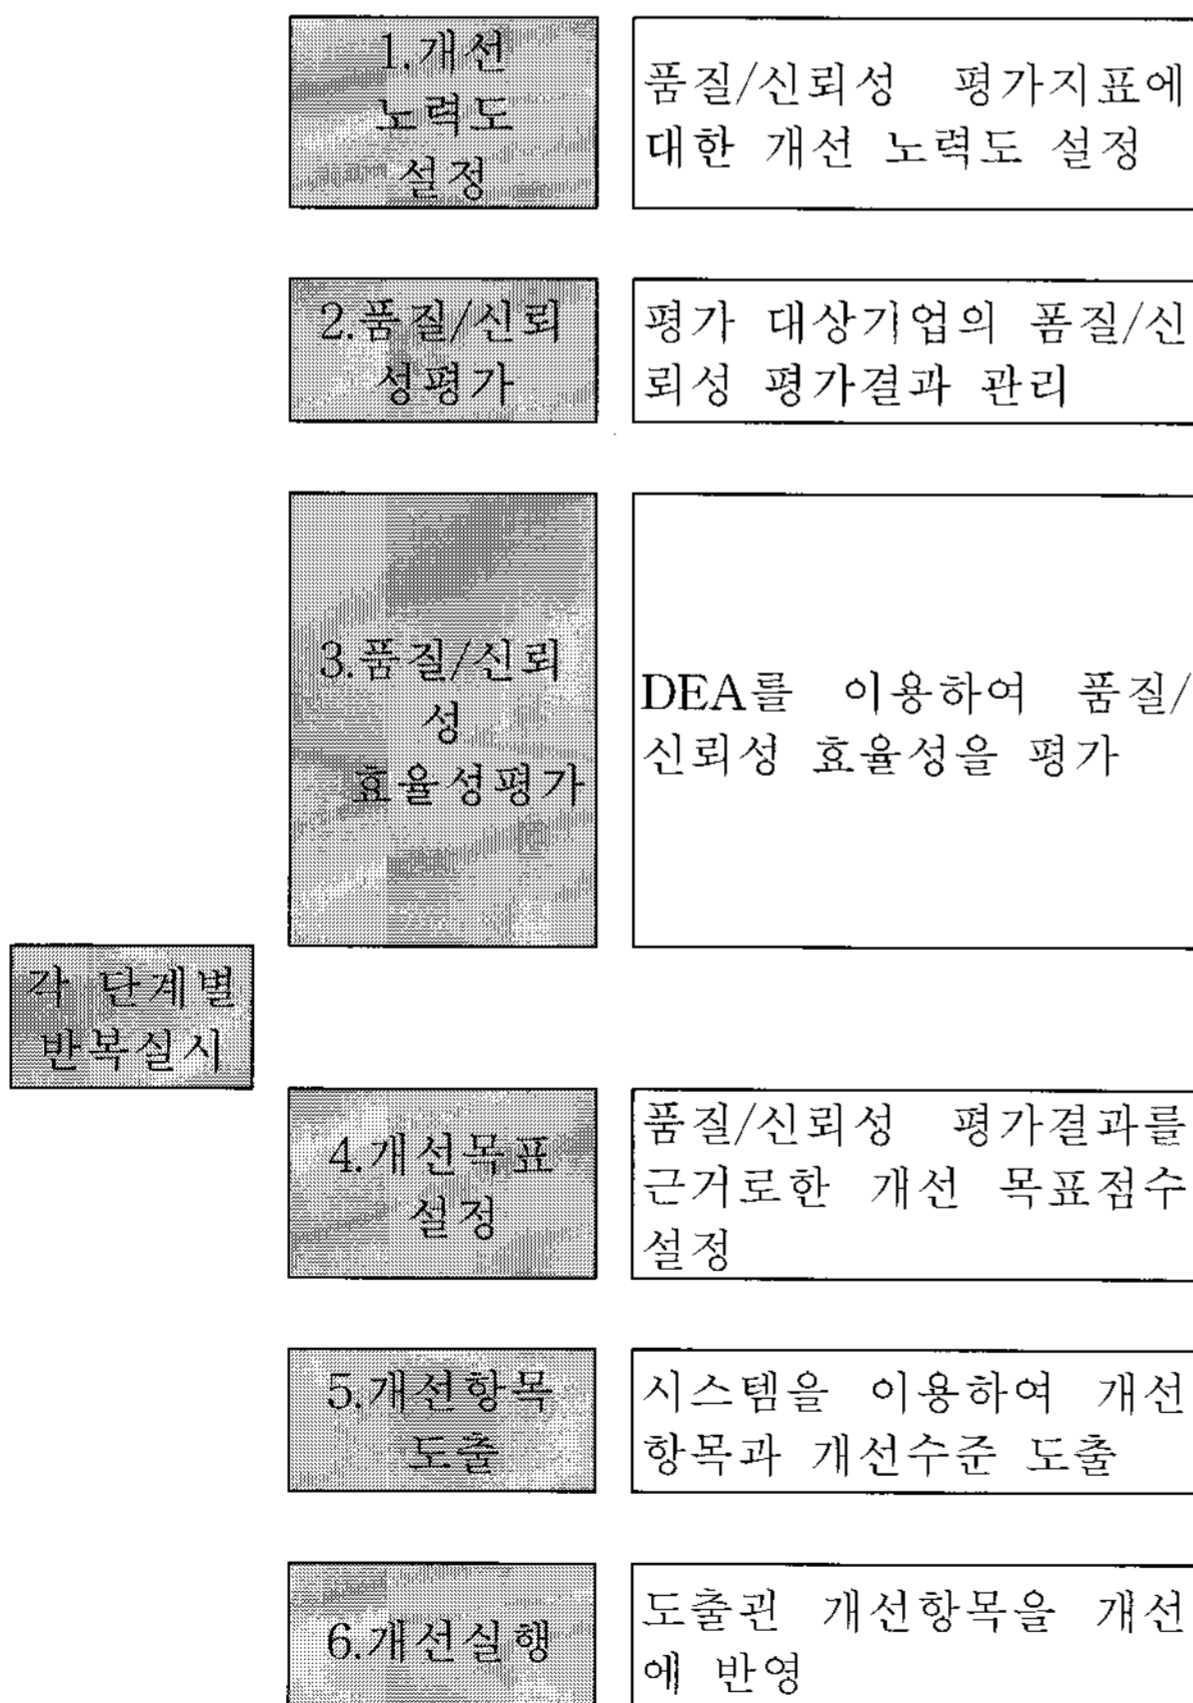 1.개선
노력도
설정
품질/신뢰성 평가지표에
대한 개선 노력도 설정
2.품질/신뢰
성평가
평가 대상기업의 폼질/신
뢰성 평가결과 관리
3.품질/신뢰
성
효율성평가
DEA를 이용하여 품질/
신뢰성 효율성을 평가
각 단계별
반복실시
4.개선목표
설정
품질/신뢰성 평가결과를
근거로한 개선 목표점수
설정
5.개선항목
도출
시스템을 이용하여 개선
항목과 개선수준 도출
6.개선실행
도출괸 개선항목을 개선
에 반영